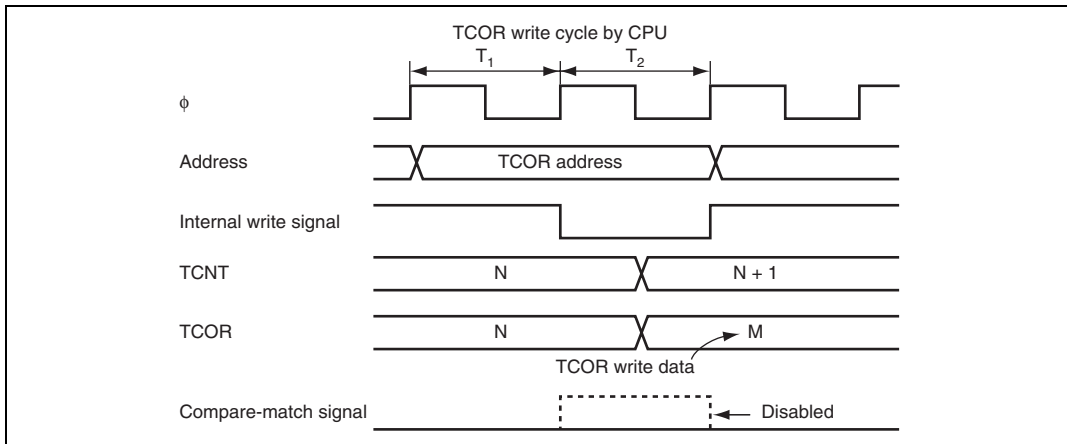 TCOR write cycle by CPU
T1 T2
ϕ
Address TCOR address
Internal write signal
TCNT N N + 1
TCOR N M
TCOR write data
Compare-match signal Disabled